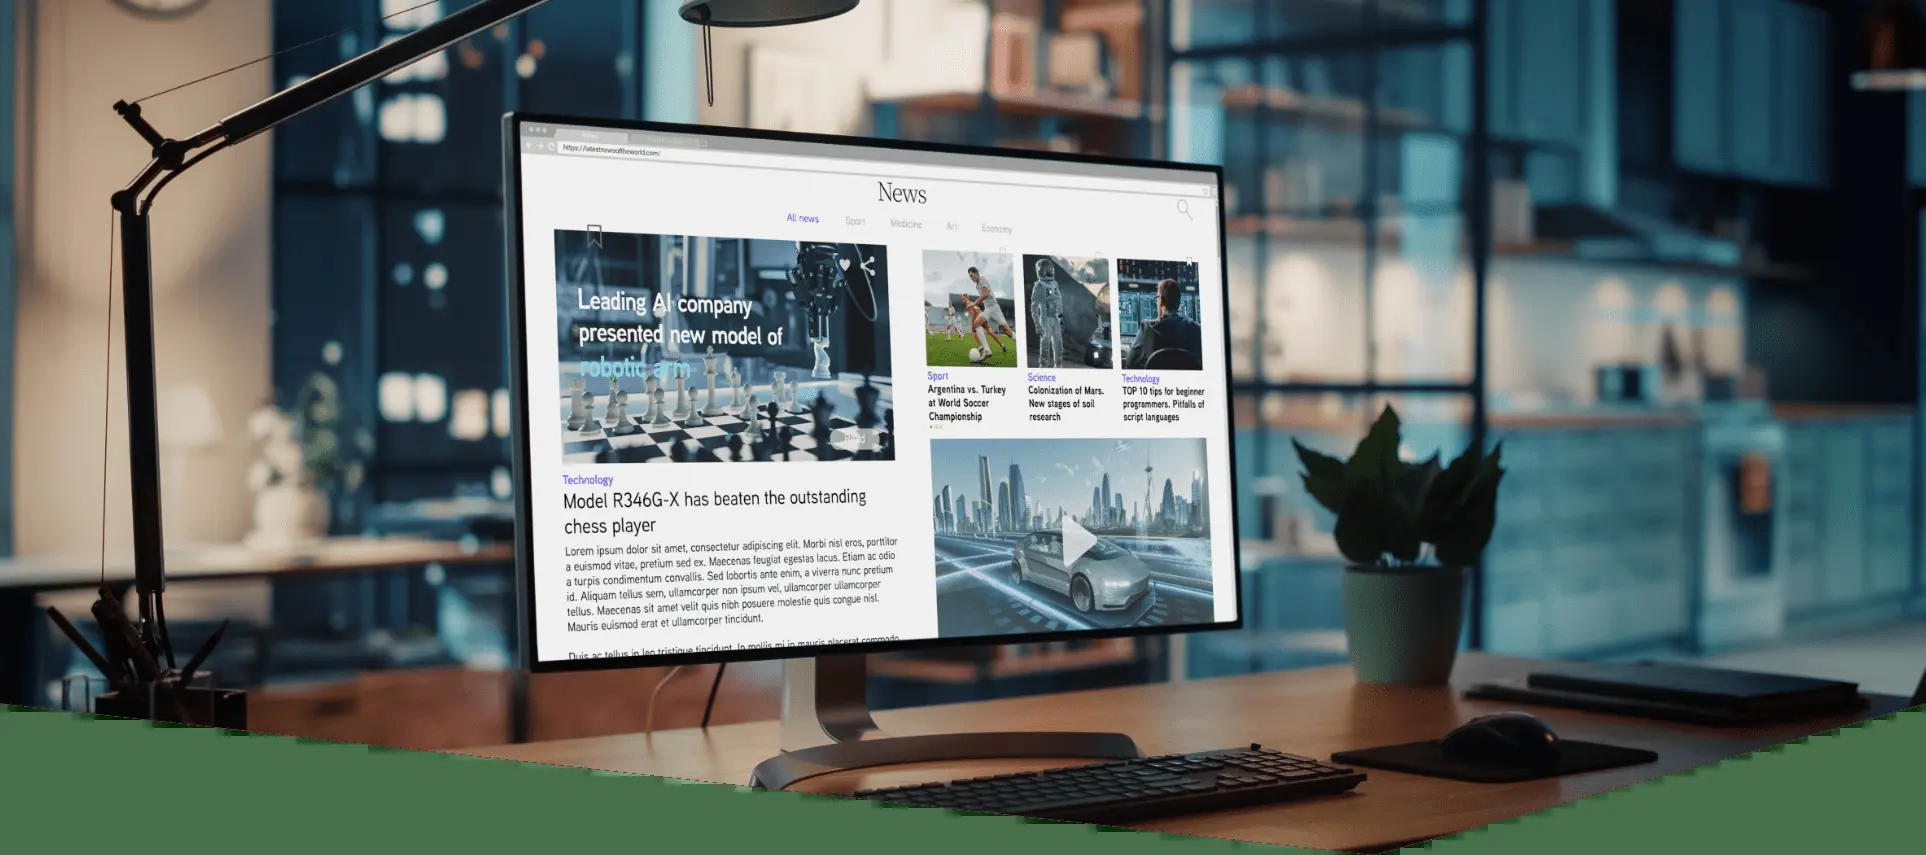 https://latestnewsoftheworld.com/
News
All news Sport Medicine Art Economy
Leading AI company
presented new model of
robotic arm
Technology
Model R346G-X has beaten the outstanding
chess player
Lorem ipsum dolor sit amet, consectetur adipiscing elit. Morbi nisl eros, porttitor
a euismod vitae, pretium sed ex. Maecenas feugiat egestas lacus. Etiam ac odio
a turpis condimentum convallis. Sed lobortis ante enim, a viverra nunc pretium
id. Aliquam tellus sem, ullamcorper non ipsum vel, ullamcorper ullamcorper
tellus. Maecenas sit amet velit quis nibh posuere molestie quis congue nisl.
Mauris euismod erat et ullamcorper tincidunt.
Duis ac tellus in leo tristique tincidunt. In mollis mi in mauris placerat commodo
Sport
Argentina vs. Turkey
at World Soccer
Championship
Science
Colonization of Mars.
New stages of soil
research
Technology
TOP 10 tips for beginner
programmers. Pitfalls of
script languages